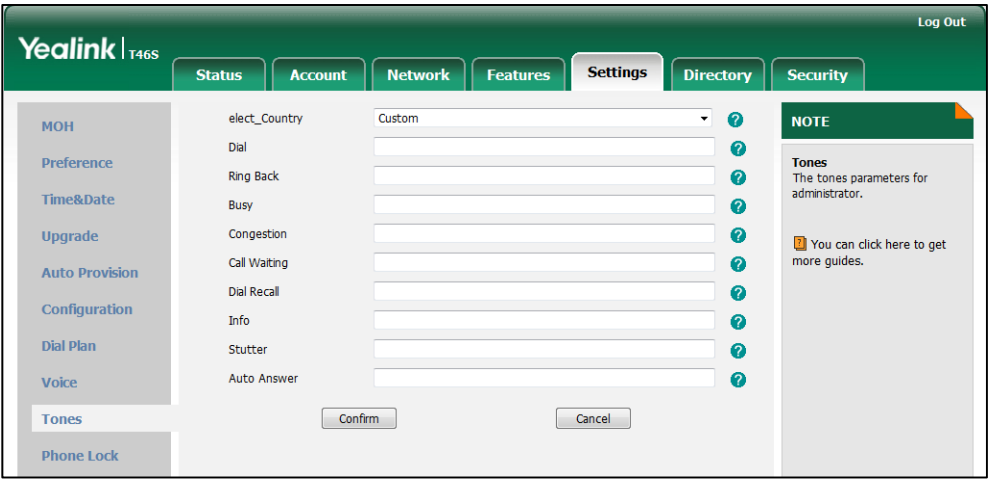 Log Out
Yealink T46S
Status Account Network Features Settings Directory Security
MOH
Preference
Time&Date
Upgrade
Auto Provision
Configuration
Dial Plan
Voice
Tones
Phone Lock
elect_Country Custom ?
Dial ?
Ring Back ?
Busy ?
Congestion ?
Call Waiting ?
Dial Recall ?
Info ?
Stutter ?
Auto Answer ?
Confirm Cancel
NOTE
Tones
The tones parameters for
administrator.
? You can click here to get
more guides.